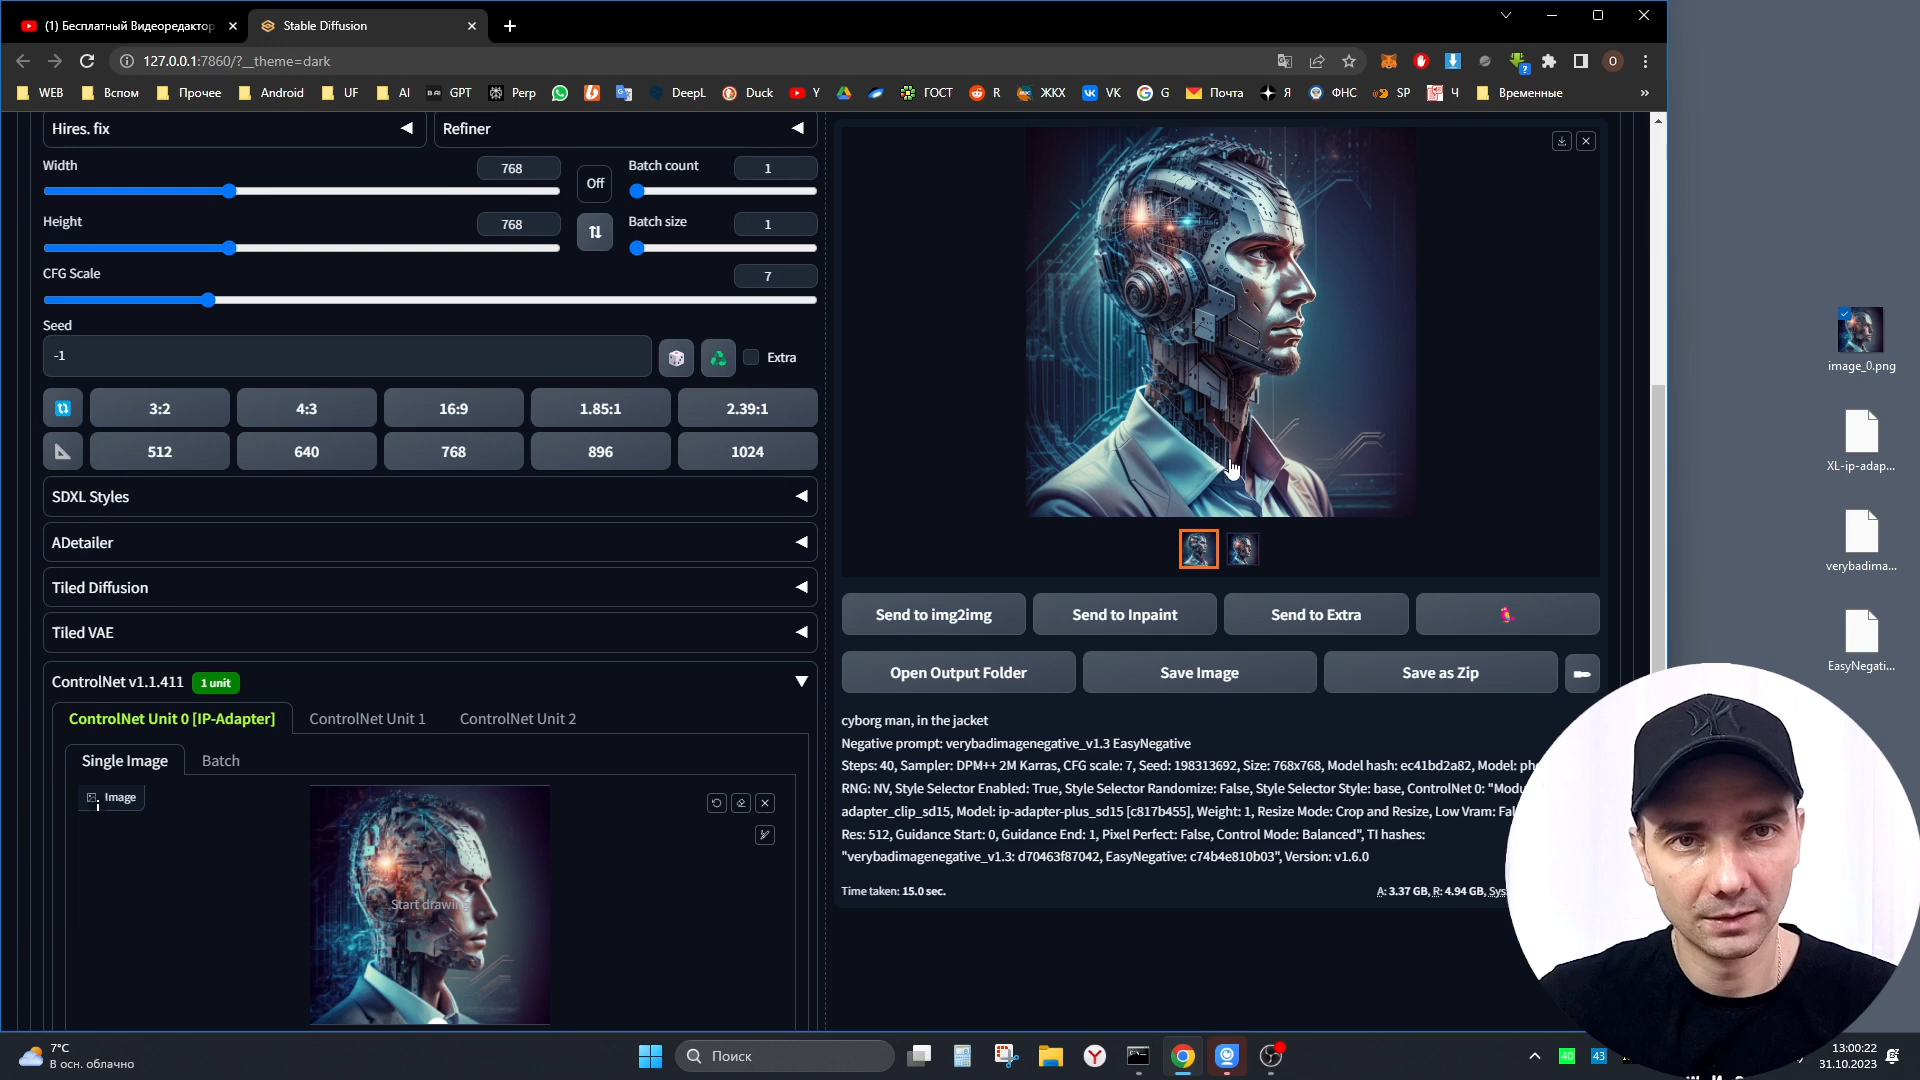 (1) Бесплатный Видеоредактор
Stable Diffusion
127.0.0.1:7860/?__theme=dark
O
WEB
Вспом
Прочее
Android
UF
AI
GPT
Perp
DeepL
Duck
Y
ГОСТ
R
ЖКХ
VK
G
Почта
Я
ФНС
SP
Ч
Временные
»
Hires. fix
Refiner
Width
768
Off
Batch count
1
Height
768
Batch size
1
CFG Scale
7
Seed
-1
Extra
3:2
4:3
16:9
1.85:1
2.39:1
512
640
768
896
1024
SDXL Styles
ADetailer
Tiled Diffusion
Tiled VAE
ControlNet v1.1.411
1 unit
ControlNet Unit 0 [IP-Adapter]
ControlNet Unit 1
ControlNet Unit 2
Single Image
Batch
Image
Start drawing
Send to img2img
Send to Inpaint
Send to Extra
Open Output Folder
Save Image
Save as Zip
cyborg man, in the jacket
Negative prompt: verybadimagenegative_v1.3 EasyNegative
Steps: 40, Sampler: DPM++ 2M Karras, CFG scale: 7, Seed: 198313692, Size: 768x768, Model hash: ec41bd2a82, Model:
RNG: NV, Style Selector Enabled: True, Style Selector Randomize: False, Style Selector Style: base, ControlNet 0:
adapter_clip_sd15, Model: ip-adapter-plus_sd15 [c817b455], Weight: 1, Resize Mode: Crop and Resize, Low Vram:
Res: 512, Guidance Start: 0, Guidance End: 1, Pixel Perfect: False, Control Mode: Balanced", TI hashes:
"verybadimagenegative_v1.3: d70463f87042, EasyNegative: c74b4e810b03", Version: v1.6.0
Time taken: 15.0 sec.
A: 3.37 GB, R: 4.94 GB,
image_0.png
XL-ip-adap...
verybadima...
EasyNegati...
7°C
В осн. облачно
Поиск
40
43
13:00:22
31.10.2023